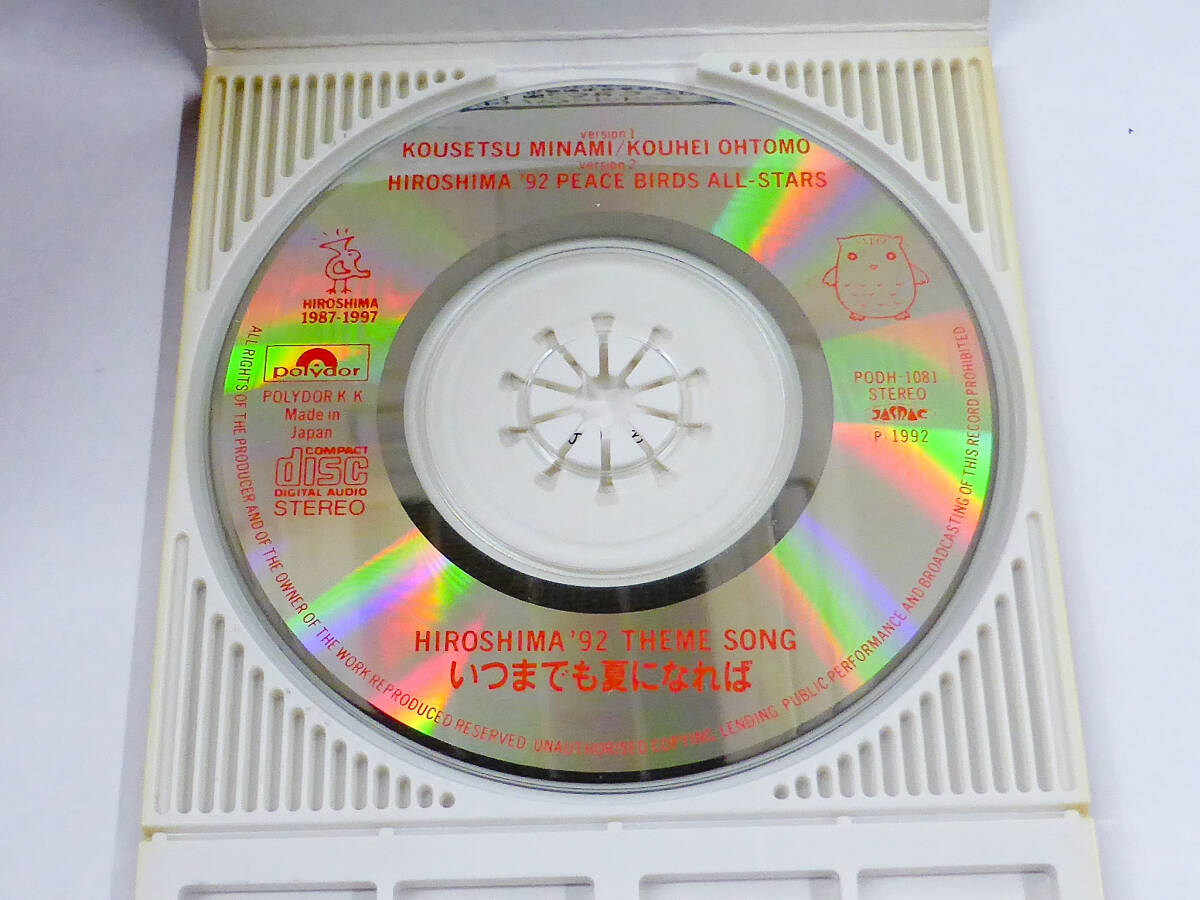 version 1
KOUSETSU MINAMI/KOUHEI OHTOMO
version 2
HIROSHIMA '92 PEACE BIRDS ALL-STARS
HIROSHIMA
1987-1997
polydor
POLYDOR K K
Made in
Japan
COMPACT
disc
DIGITAL AUDIO
STEREO
PODH-1081
STEREO
JASRAC
Ⓟ 1992
HIROSHIMA '92 THEME SONG
いつまでも夏になれば
ALL RIGHTS OF THE PRODUCER AND OF THE OWNER OF THE WORK REPRODUCED RESERVED. UNAUTHORISED COPYING, LENDING, PUBLIC PERFORMANCE AND BROADCASTING OF THIS RECORD PROHIBITED